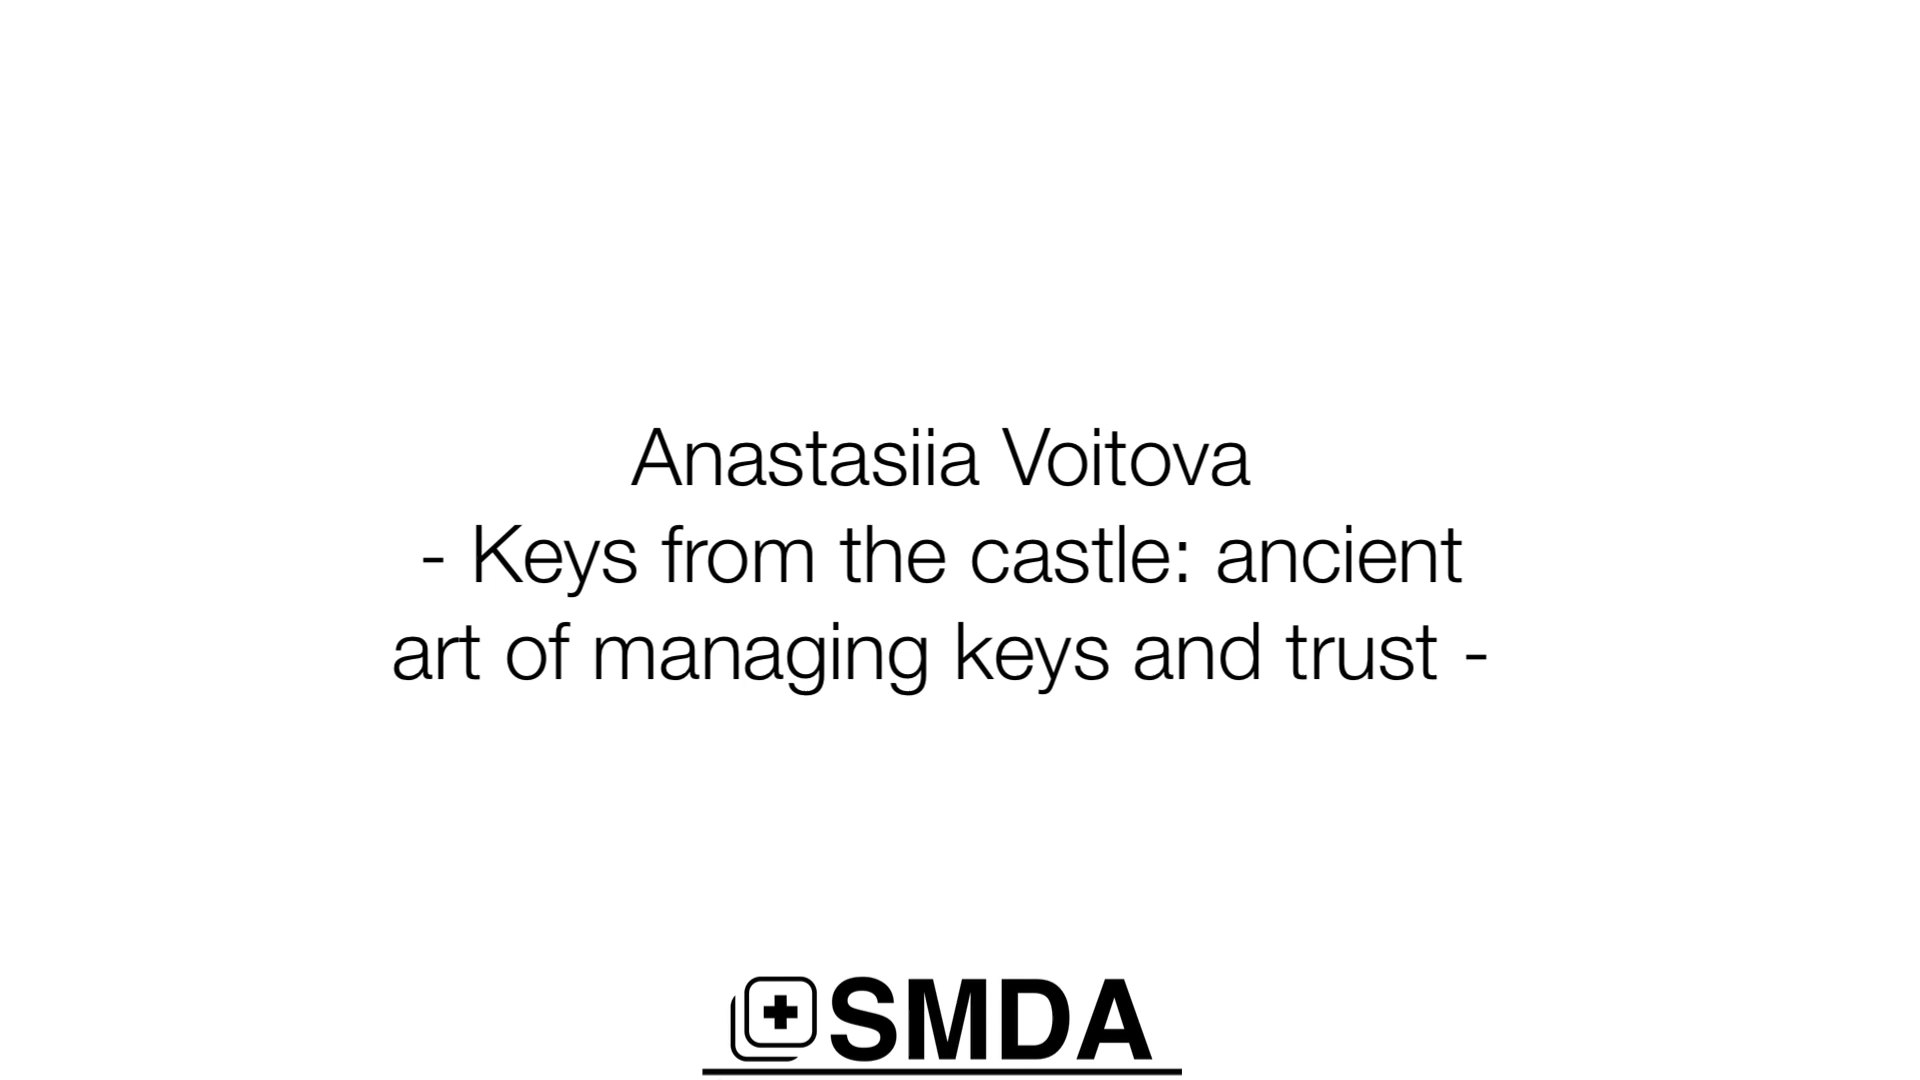 Anastasiia Voitova
- Keys from the castle: ancient
art of managing keys and trust -
SMDA